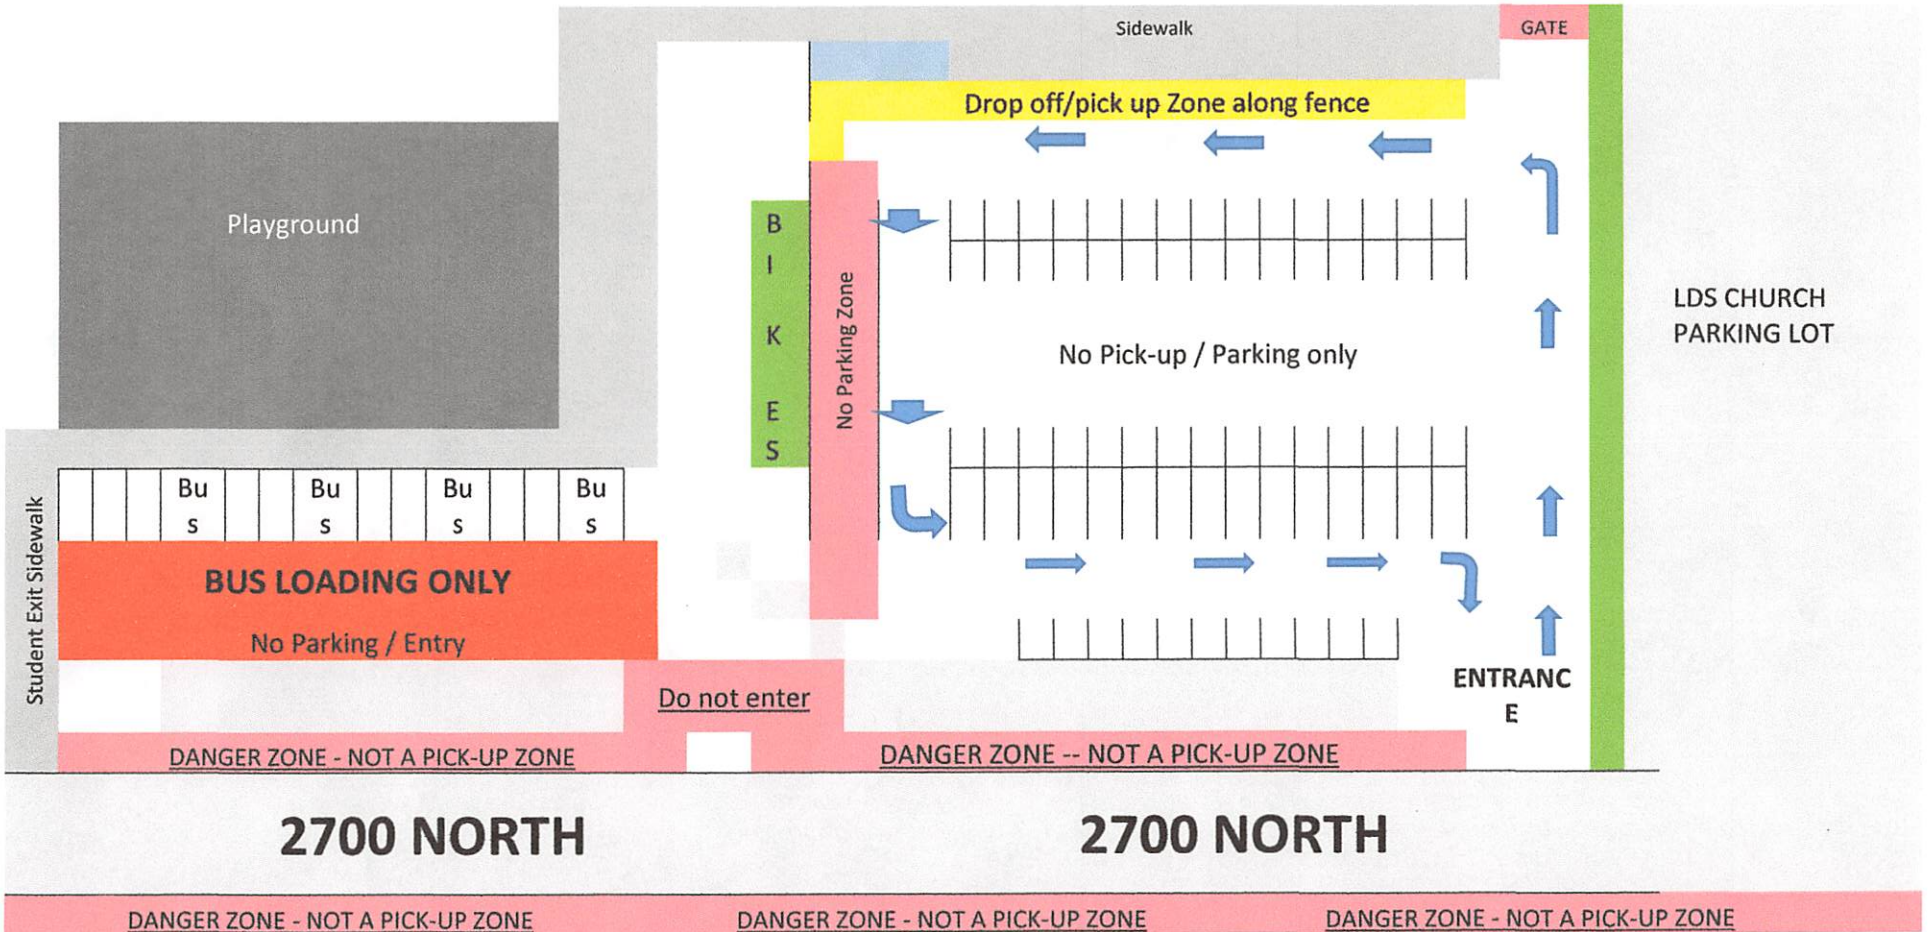 Sidewalk
GATE
Drop off/pick up Zone along fence
Playground
B
I
K
E
S
No Parking Zone
No Pick-up / Parking only
LDS CHURCH
PARKING LOT
Student Exit Sidewalk
Bu
s
Bu
s
Bu
s
Bu
s
BUS LOADING ONLY
No Parking / Entry
Do not enter
ENTRANC
E
DANGER ZONE - NOT A PICK-UP ZONE
DANGER ZONE -- NOT A PICK-UP ZONE
2700 NORTH
2700 NORTH
DANGER ZONE - NOT A PICK-UP ZONE
DANGER ZONE - NOT A PICK-UP ZONE
DANGER ZONE - NOT A PICK-UP ZONE